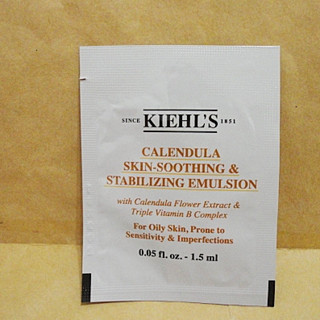 SINCE KIEHL'S 1851
CALENDULA
SKIN-SOOTHING &
STABILIZING EMULSION
with Calendula Flower Extract &
Triple Vitamin B Complex
For Oily Skin, Prone to
Sensitivity & Imperfections
0.05 fl. oz. - 1.5 ml